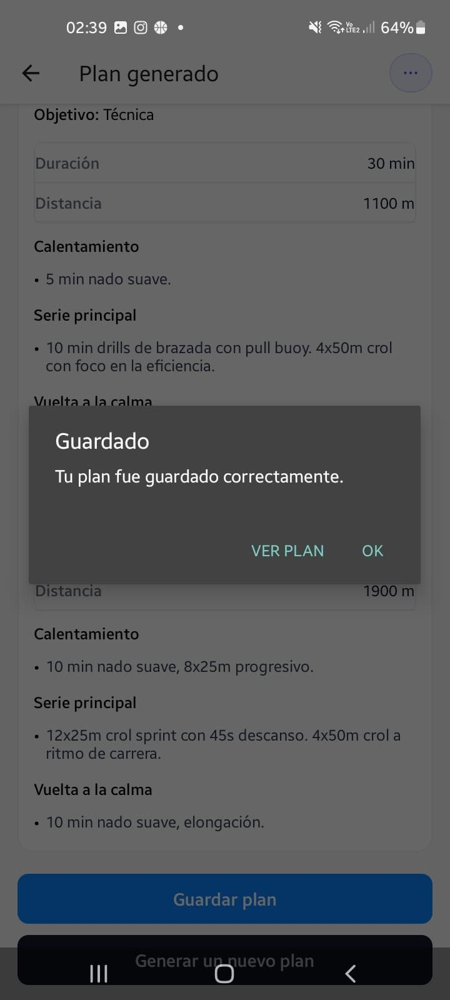 02:39
Vo
LTE2
64%
Plan generado
Objetivo: Técnica
Duración 30 min
Distancia 1100 m
Calentamiento
• 5 min nado suave.
Serie principal
• 10 min drills de brazada con pull buoy. 4x50m crol
con foco en la eficiencia.
Vuelta a la calma
Guardado
Tu plan fue guardado correctamente.
VER PLAN OK
Distancia 1900 m
Calentamiento
• 10 min nado suave, 8x25m progresivo.
Serie principal
• 12x25m crol sprint con 45s descanso. 4x50m crol a
ritmo de carrera.
Vuelta a la calma
• 10 min nado suave, elongación.
Guardar plan
Generar un nuevo plan